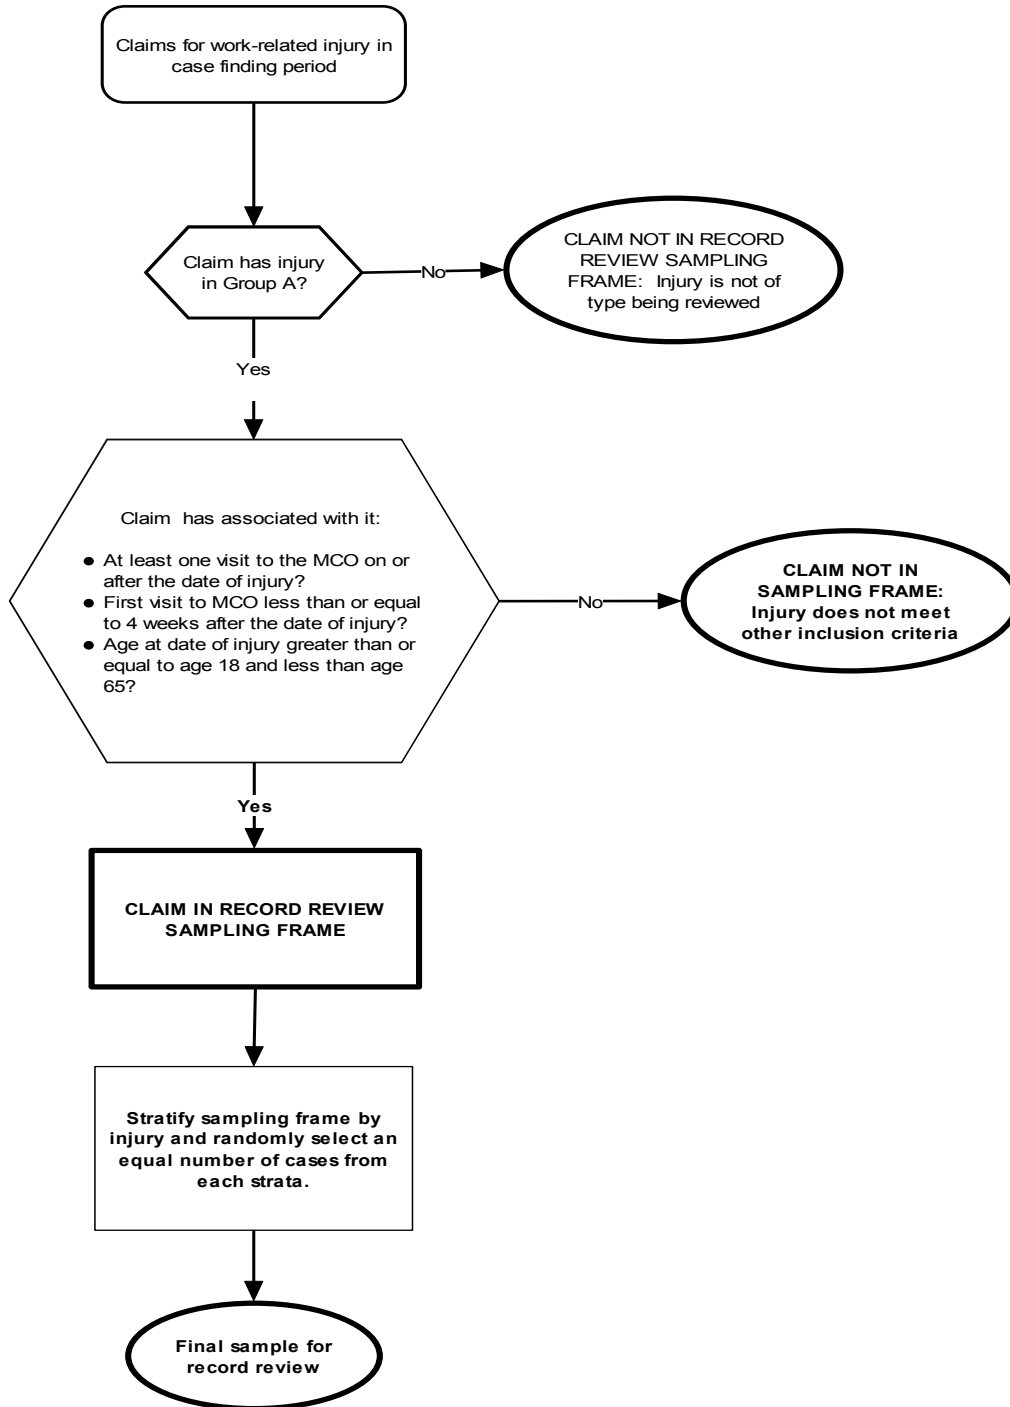 Claims for work-related injury in
case finding period
Claim has injury
in Group A?
No
CLAIM NOT IN RECORD
REVIEW SAMPLING
FRAME: Injury is not of
type being reviewed
Yes
Claim has associated with it:
● At least one visit to the MCO on or
after the date of injury?
● First visit to MCO less than or equal
to 4 weeks after the date of injury?
● Age at date of injury greater than or
equal to age 18 and less than age
65?
No
CLAIM NOT IN
SAMPLING FRAME:
Injury does not meet
other inclusion criteria
Yes
CLAIM IN RECORD REVIEW
SAMPLING FRAME
Stratify sampling frame by
injury and randomly select an
equal number of cases from
each strata.
Final sample for
record review